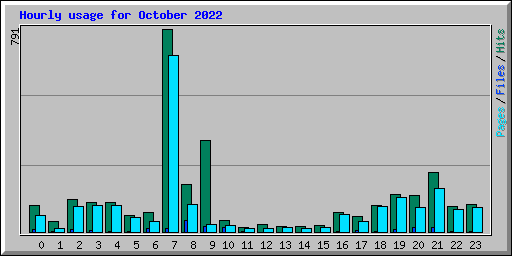 Hourly usage for October 2022
791
Pages/Files/Hits
0 1 2 3 4 5 6 7 8 9 10 11 12 13 14 15 16 17 18 19 20 21 22 23